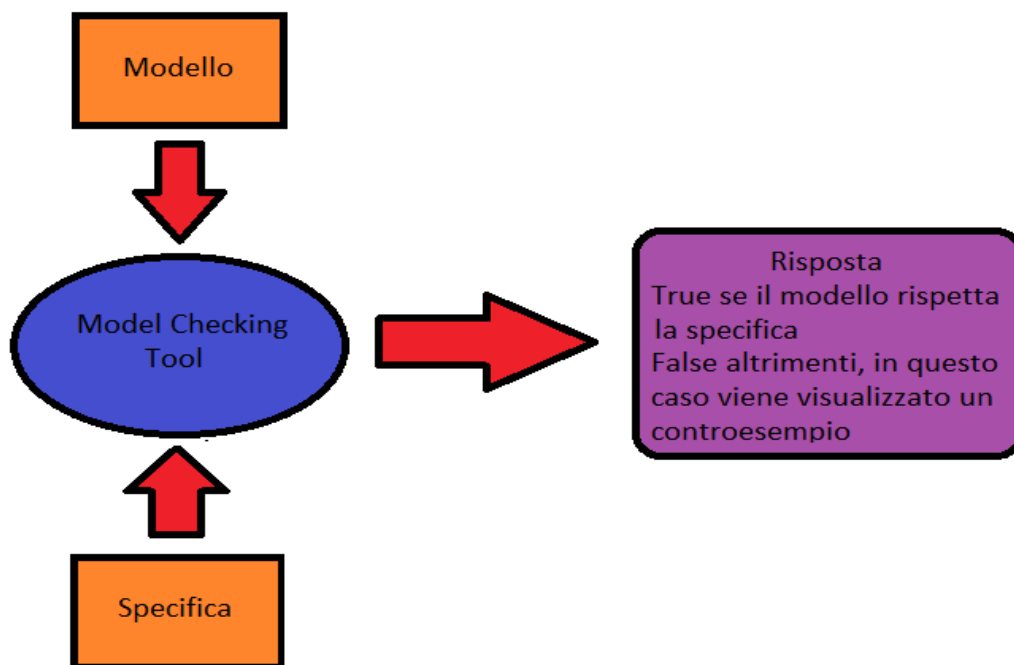 Modello
Model Checking
Tool
Risposta
True se il modello rispetta
la specifica
False altrimenti, in questo
caso viene visualizzato un
controesempio
Specifica